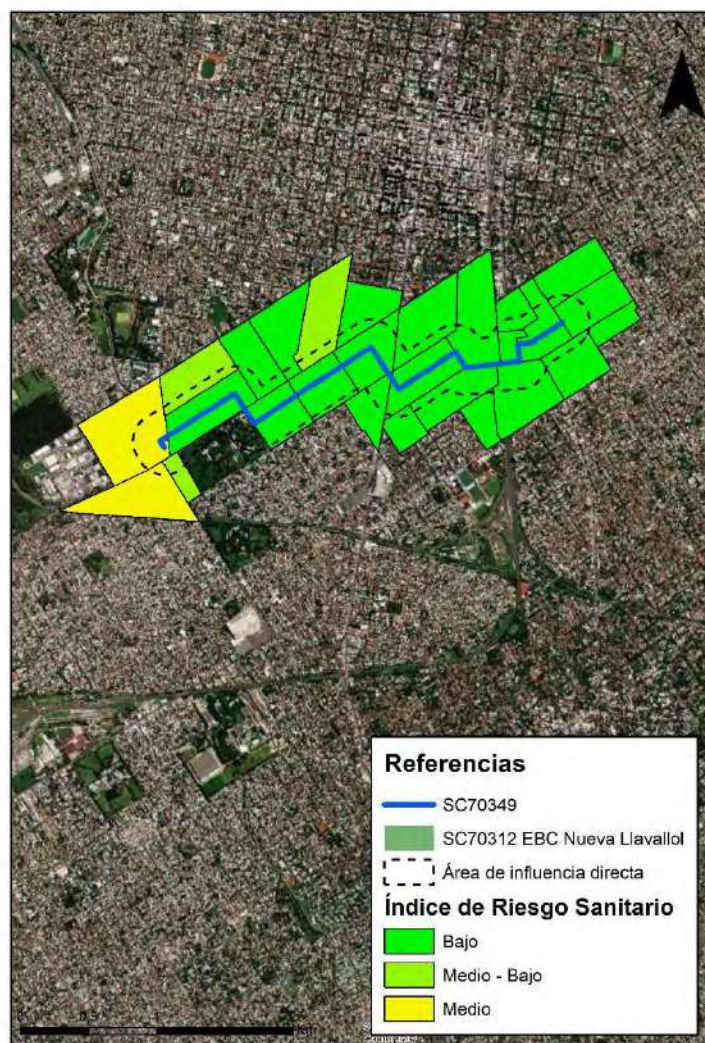 Referencias
SC70349
SC70312 EBC Nueva Llavallol
Área de influencia directa
Índice de Riesgo Sanitario
Bajo
Medio - Bajo
Medio